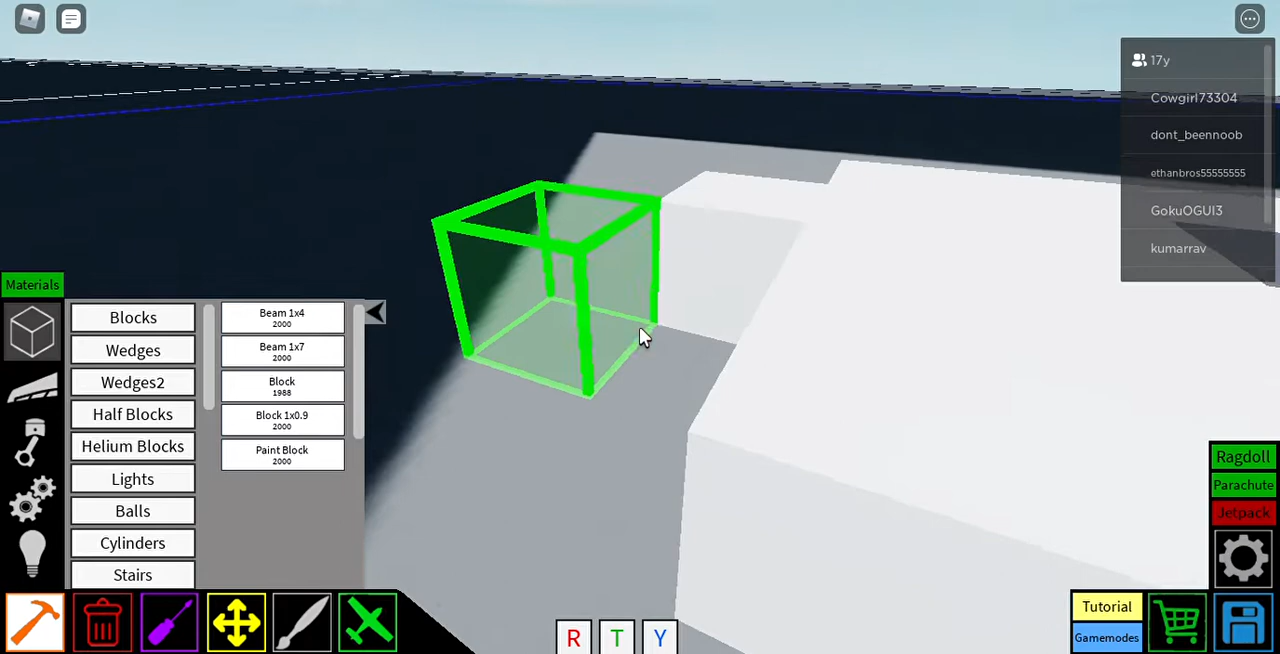 17y
Cowgirl73304
dont_beennoob
ethanbros55555555
GokuOGUI3
kumarrav
Materials
Blocks
Wedges
Wedges2
Half Blocks
Helium Blocks
Lights
Balls
Cylinders
Stairs
Beam 1x4
2000
Beam 1x7
2000
Block
1988
Block 1x0.9
2000
Paint Block
2000
Ragdoll
Parachute
Jetpack
Tutorial
Gamemodes
R T Y